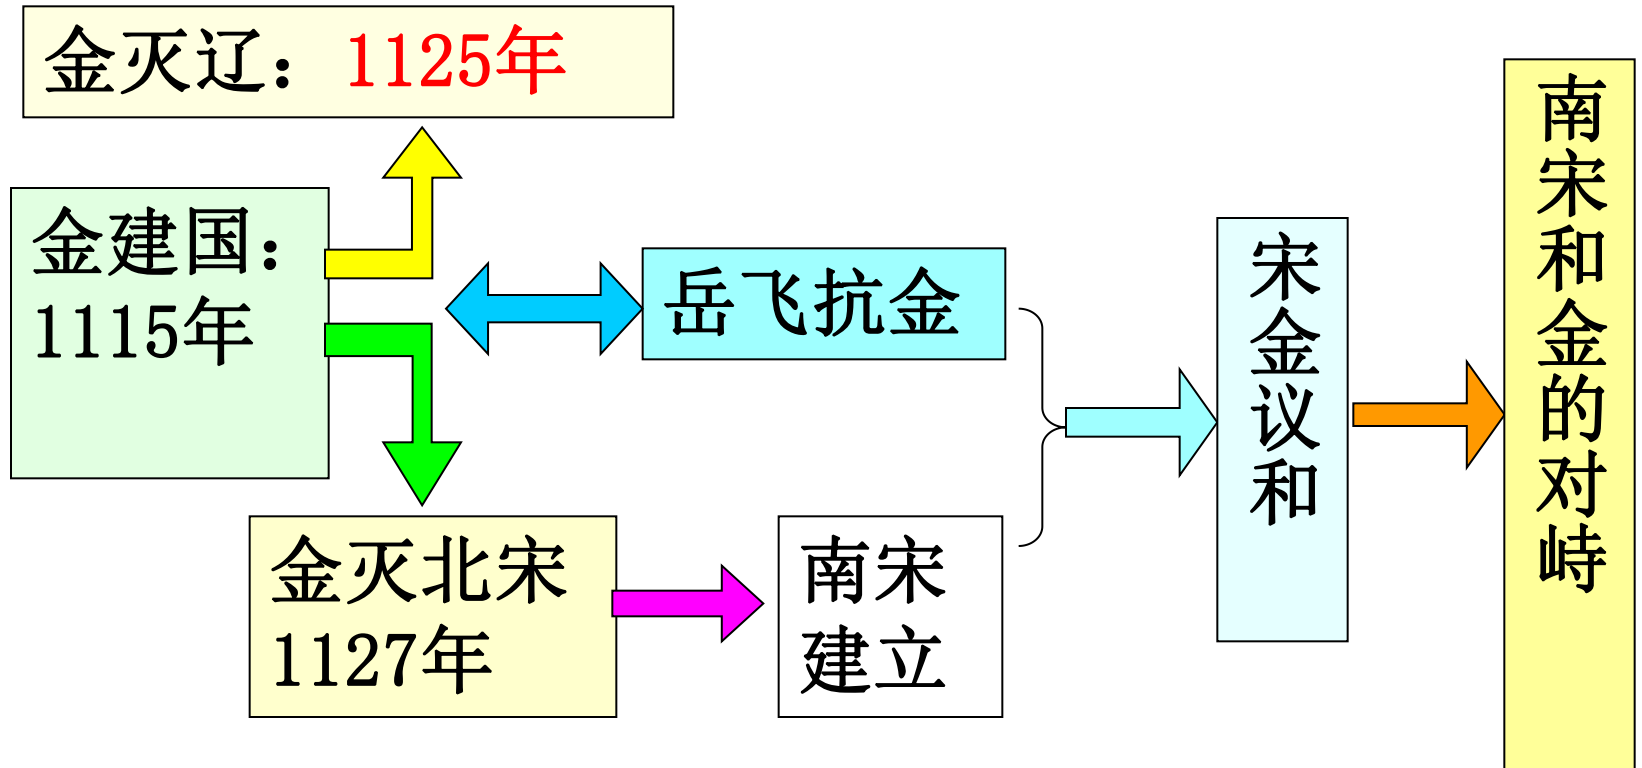 金灭辽：1125年
金建国：
1115年
岳飞抗金
金灭北宋
1127年
南宋
建立
宋金议和
南宋和金的对峙